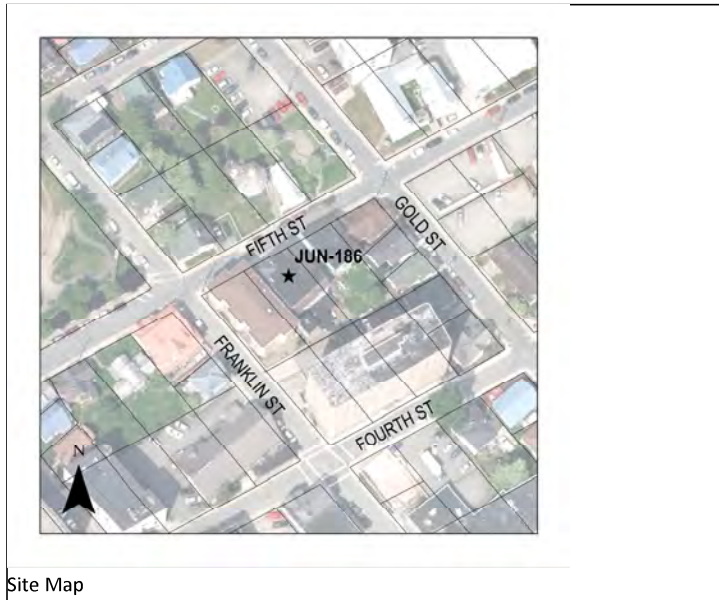 FIFTH ST
GOLD ST
JUN-186
FRANKLIN ST
FOURTH ST
N
Site Map